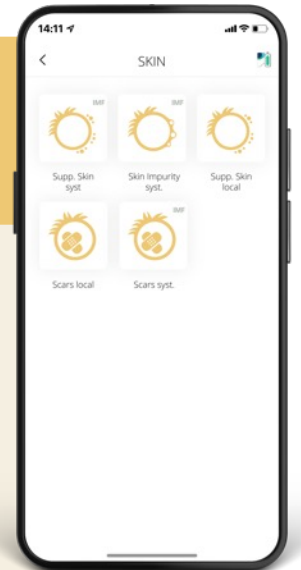 14:11
SKIN
IMF
IMF
Supp. Skin
syst
Skin Impurity
syst.
Supp. Skin
local
IMF
Scars local
Scars syst.